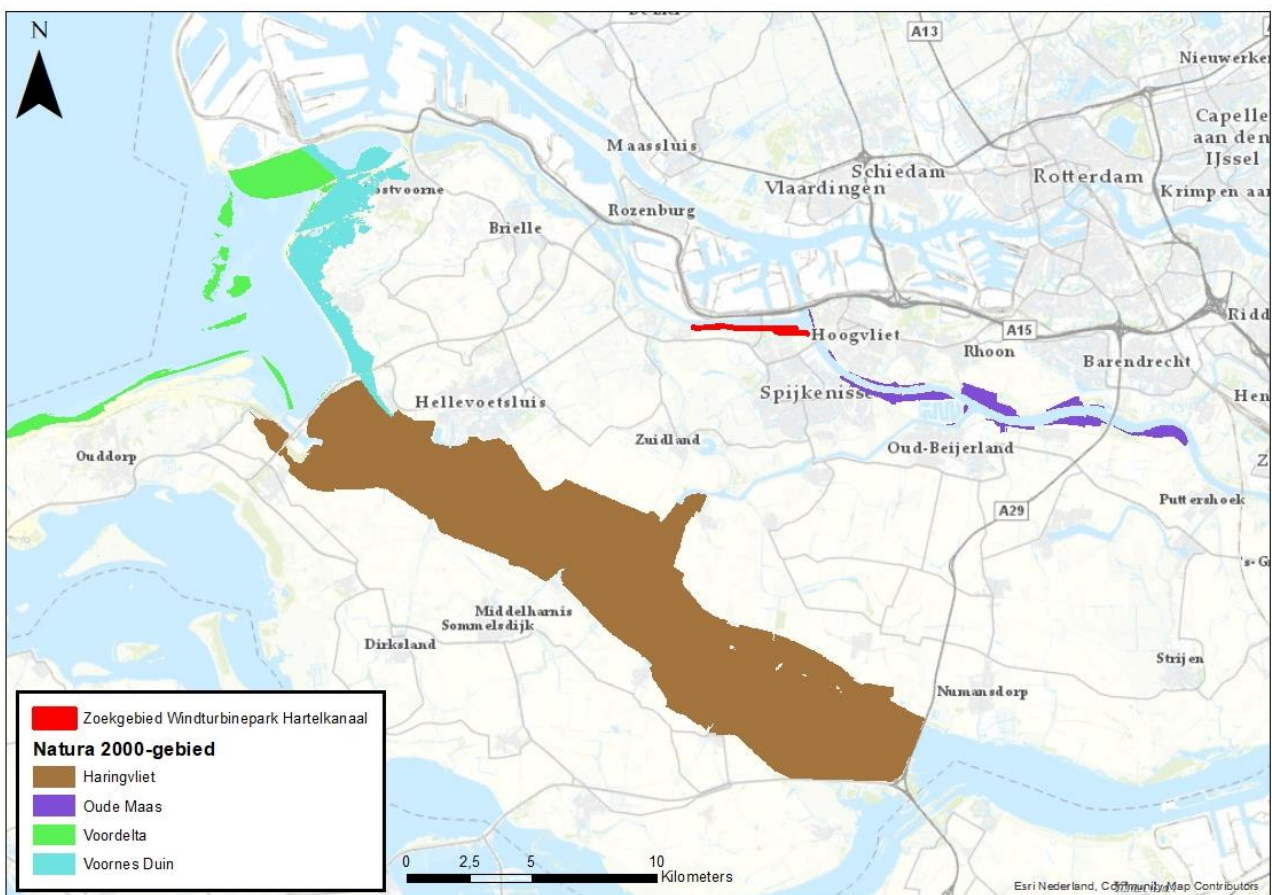 N
A13
Nieuwerker
Capelle
aan den
IJssel
Maassluis
Schiedam
Vlaardingen
Rotterdam
Krimpen aan
Rozenburg
Brielle
Ridd
Hoogvliet
A15
Rhoon
Barendrecht
Spijkenisse
Hen
Hellevoetsluis
Zuidland
Oud-Beijerland
Ouddorp
Puttershoek
A29
's-G
Middelharnis
Sommelsdijk
Dirksland
Strijen
Numansdorp
Zoekgebied Windturbinepark Hartelkanaal
Natura 2000-gebied
Haringvliet
Oude Maas
Voordelta
Voornes Duin
0 2,5 5 10
Kilometers
Esri Nederland, Community Map Contributors